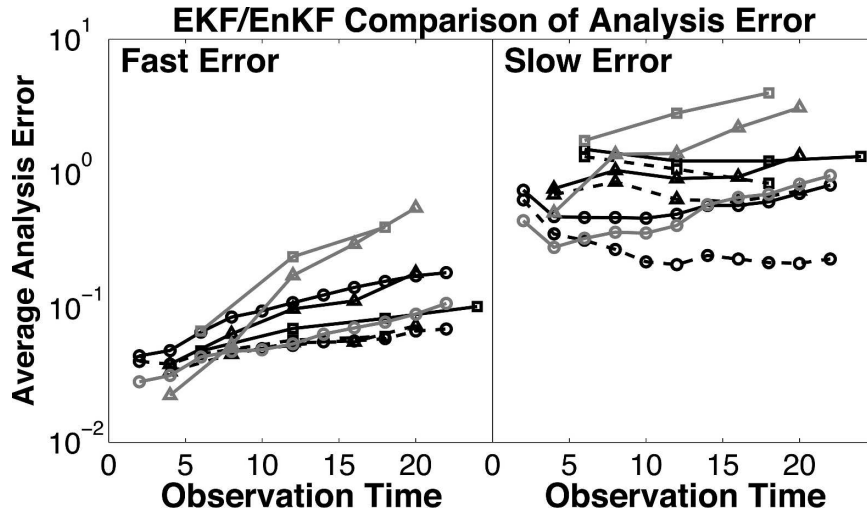 EKF/EnKF Comparison of Analysis Error
Fast Error
Slow Error
Average Analysis Error
10^1
10^0
10^-1
10^-2
0 5 10 15 20 0 5 10 15 20
Observation Time
Observation Time